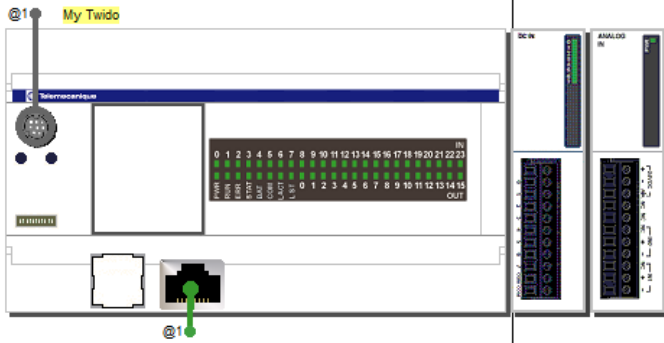 @1 My Twido
DC IN
ANALOG
IN
PWR
Telemecanique
IN
0 1 2 3 4 5 6 7 8 9 10 11 12 13 14 15 16 17 18 19 20 21 22 23
PWR RUN ERR STAT BAT COM LACT L ST 0 1 2 3 4 5 6 7 8 9 10 11 12 13 14 15
OUT
@1